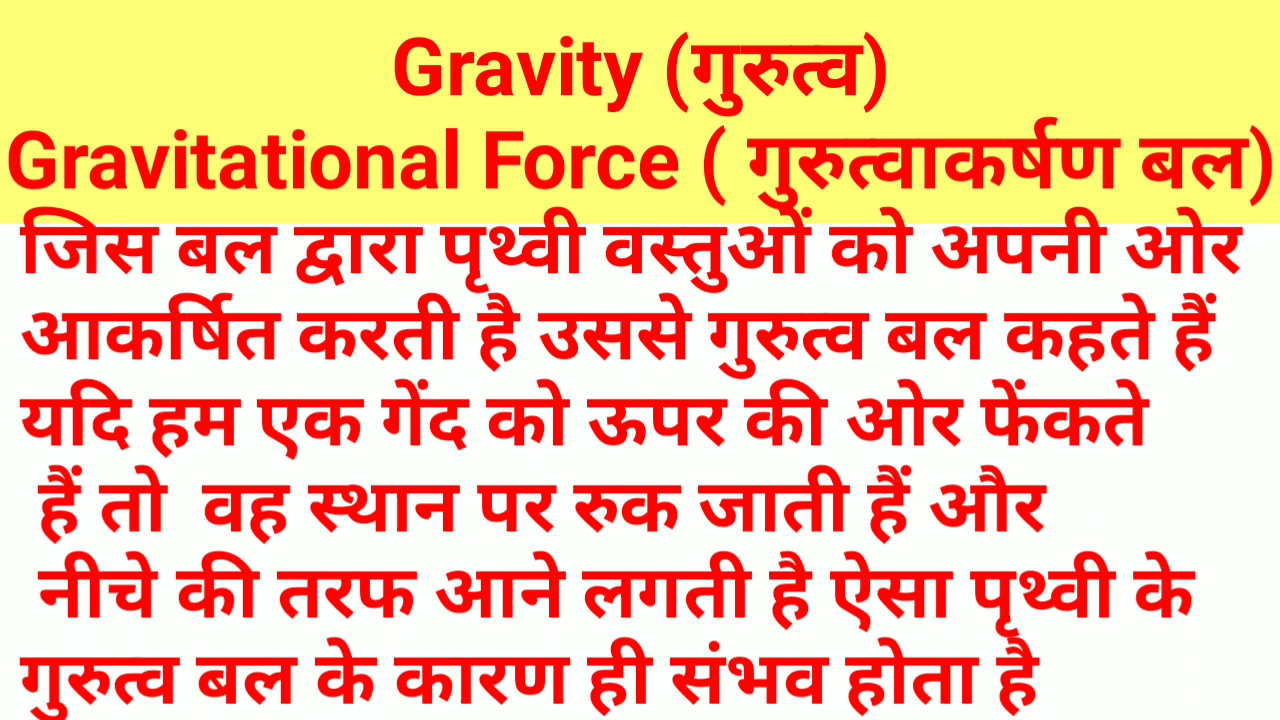 Gravity (गुरुत्व)
Gravitational Force ( गुरुत्वाकर्षण बल)
जिस बल द्वारा पृथ्वी वस्तुओं को अपनी ओर
आकर्षित करती है उससे गुरुत्व बल कहते हैं
यदि हम एक गेंद को ऊपर की ओर फेंकते
हैं तो वह स्थान पर रुक जाती हैं और
नीचे की तरफ आने लगती है ऐसा पृथ्वी के
गुरुत्व बल के कारण ही संभव होता है